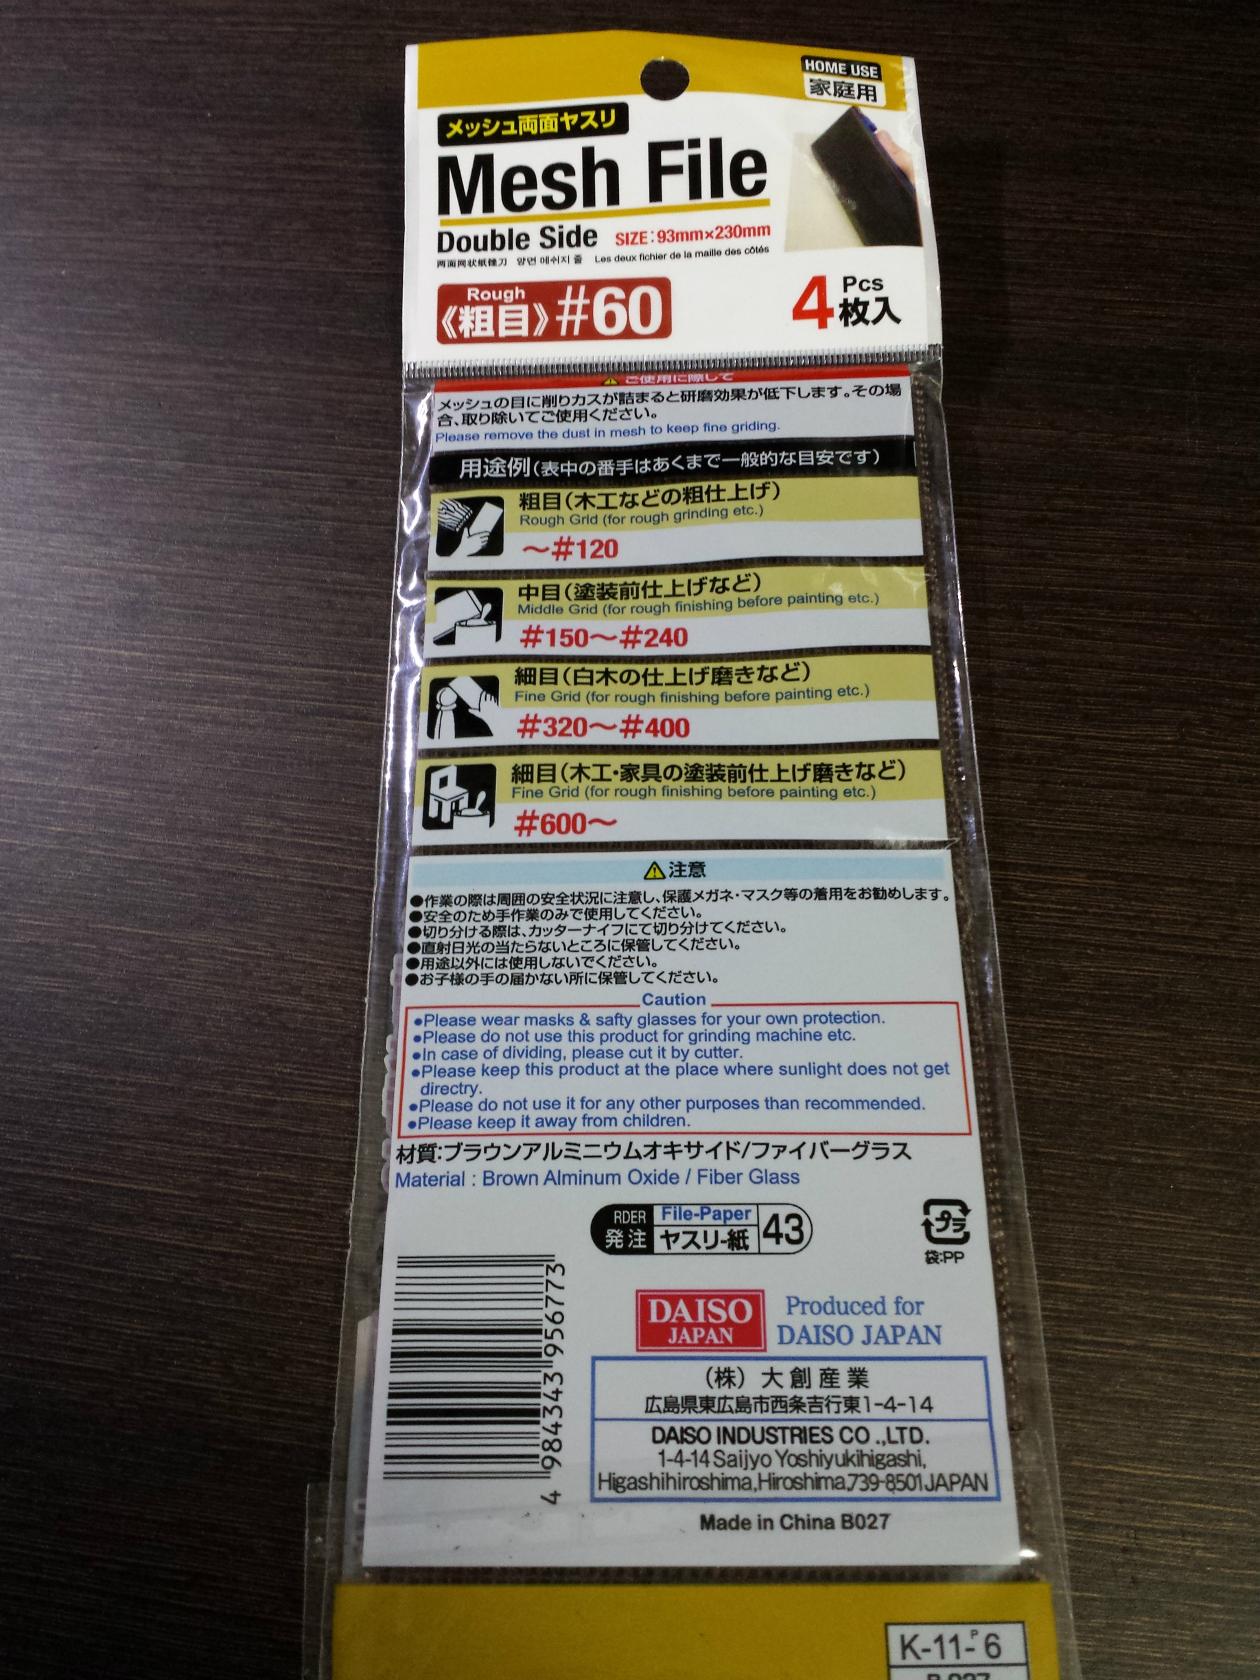 HOME USE
家庭用
メッシュ両面ヤスリ
Mesh File
Double Side SIZE:93mm×230mm
两面网状纸锉刀 양면 메쉬지 줄 Les deux fichier de la maille des côtés
Rough
《粗目》#60
4 Pcs
枚入
ご使用に際して
メッシュの目に削りカスが詰まると研磨効果が低下します。その場
合、取り除いてご使用ください。
Please remove the dust in mesh to keep fine griding.
用途例(表中の番手はあくまで一般的な目安です)
粗目(木工などの粗仕上げ)
Rough Grid (for rough grinding etc.)
～#120
中目(塗装前仕上げなど)
Middle Grid (for rough finishing before painting etc.)
#150～#240
細目(白木の仕上げ磨きなど)
Fine Grid (for rough finishing before painting etc.)
#320～#400
細目(木工・家具の塗装前仕上げ磨きなど)
Fine Grid (for rough finishing before painting etc.)
#600～
注意
●作業の際は周囲の安全状況に注意し、保護メガネ・マスク等の着用をお勧めします。
●安全のため手作業のみで使用してください。
●切り分ける際は、カッターナイフにて切り分けてください。
●直射日光の当たらないところに保管してください。
●用途以外には使用しないでください。
●お子様の手の届かない所に保管してください。
Caution
●Please wear masks & safty glasses for your own protection.
●Please do not use this product for grinding machine etc.
●In case of dividing, please cut it by cutter.
●Please keep this product at the place where sunlight does not get
directry.
●Please do not use it for any other purposes than recommended.
●Please keep it away from children.
材質:ブラウンアルミニウムオキサイド/ファイバーグラス
Material : Brown Alminum Oxide / Fiber Glass
RDER
発注
File-Paper
ヤスリ-紙
43
プラ
袋:PP
4 984343 956773
DAISO
JAPAN
Produced for
DAISO JAPAN
(株)大創産業
広島県東広島市西条吉行東1-4-14
DAISO INDUSTRIES CO .,LTD.
1-4-14 Saijyo Yoshiyukihigashi,
Higashihiroshima,Hiroshima,739-8501 JAPAN
Made in China B027
K-11-P6